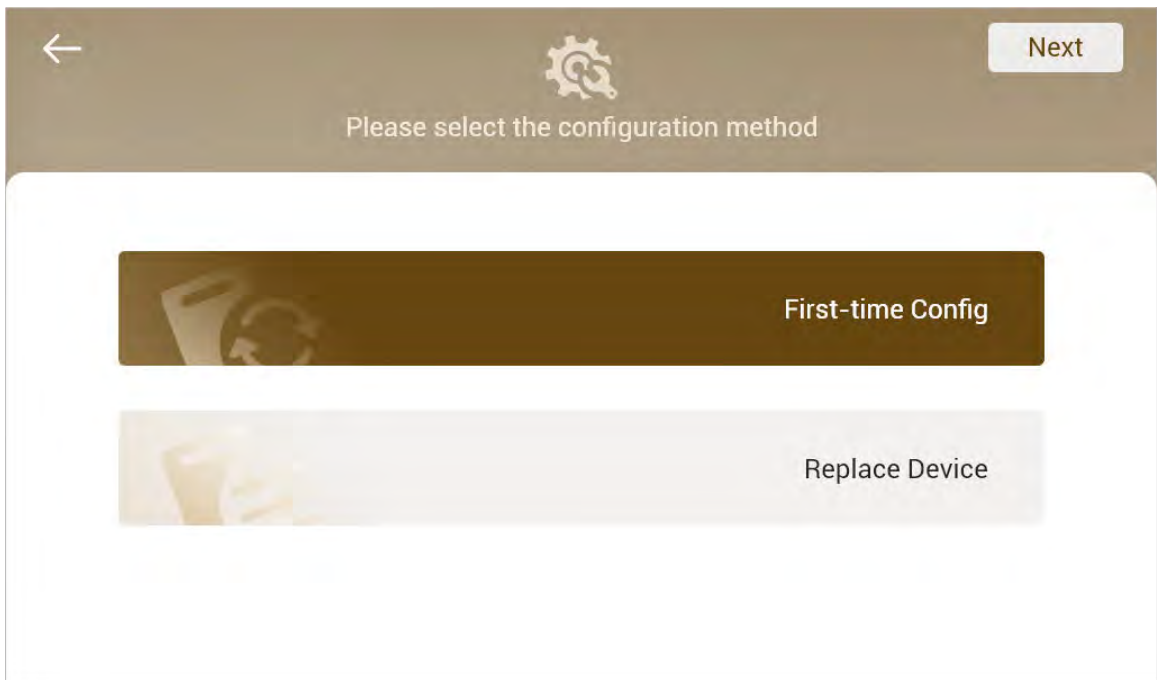 Next
Please select the configuration method
First-time Config
Replace Device